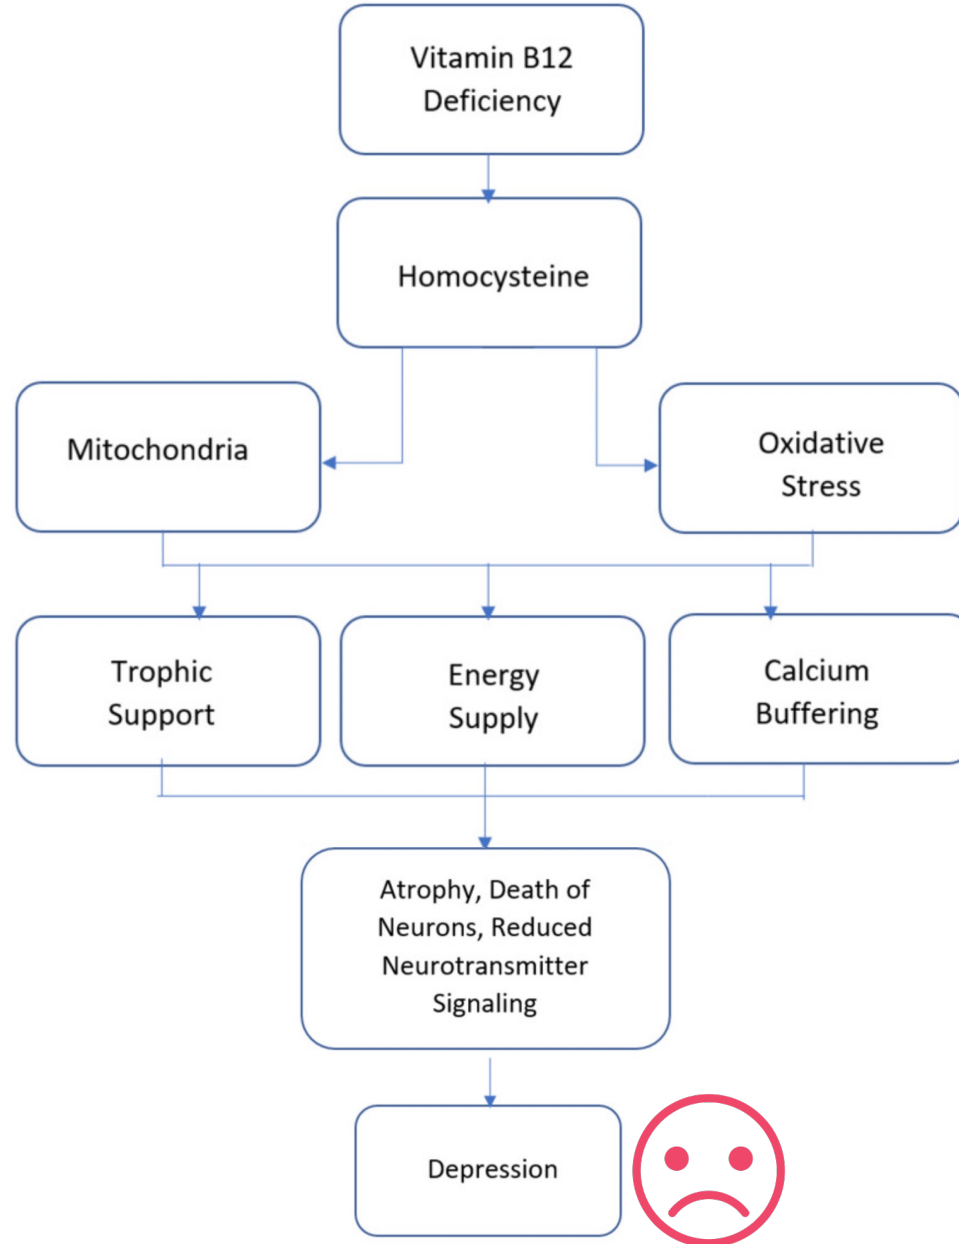 Vitamin B12
Deficiency
Homocysteine
Mitochondria
Oxidative
Stress
Trophic
Support
Energy
Supply
Calcium
Buffering
Atrophy, Death of
Neurons, Reduced
Neurotransmitter
Signaling
Depression